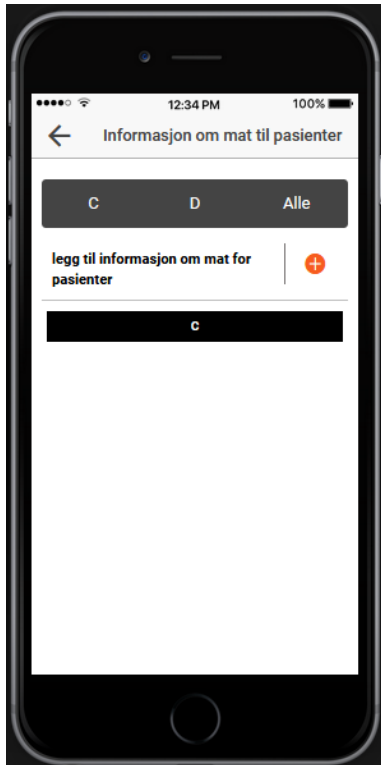 12:34 PM 100%
Informasjon om mat til pasienter
C D Alle
legg til informasjon om mat for
pasienter
C